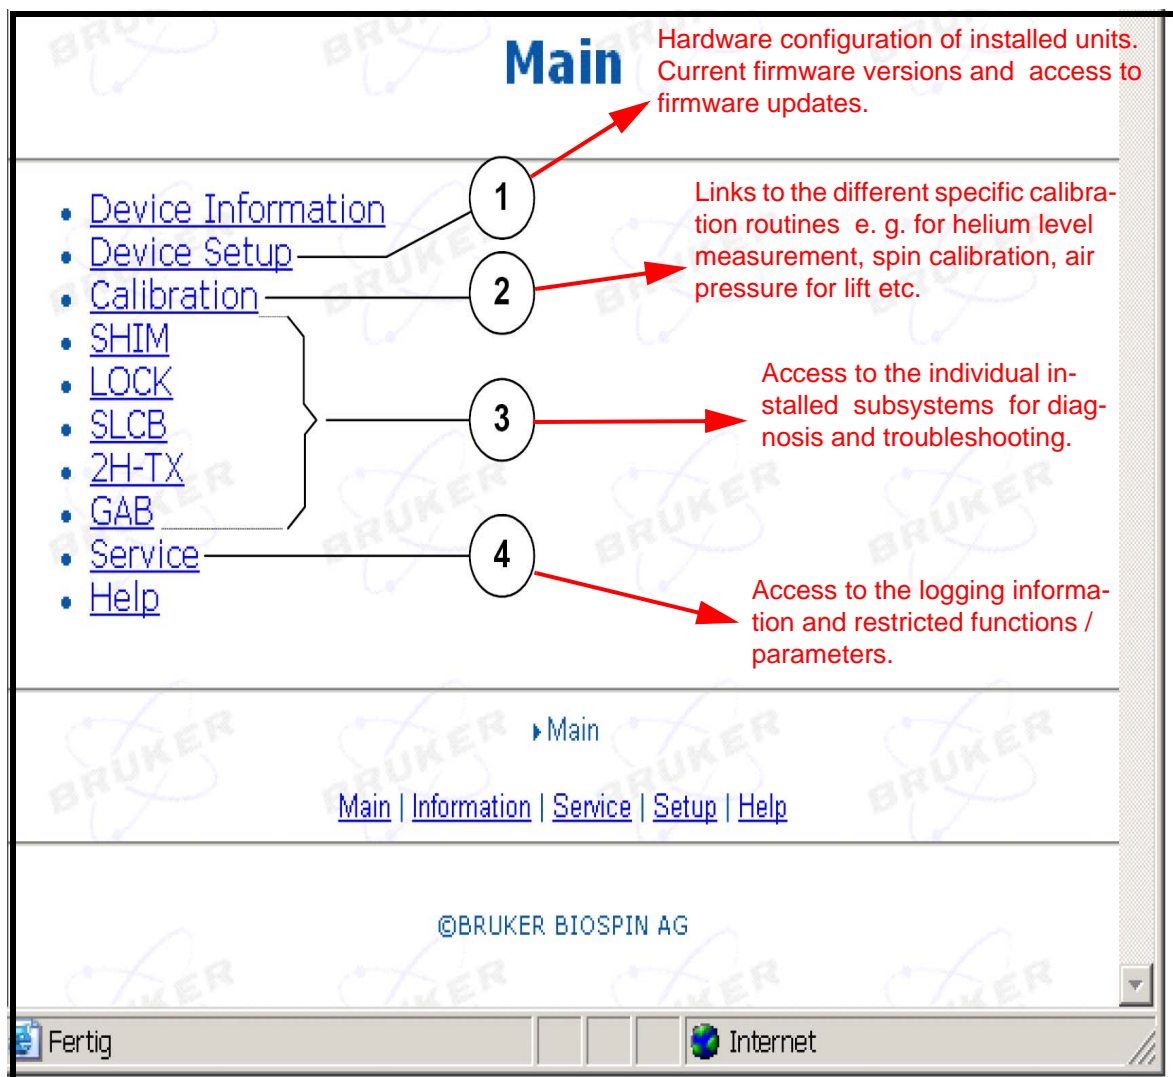 Main
Hardware configuration of installed units.
Current firmware versions and access to
firmware updates.
Device Information
Device Setup
Calibration
SHIM
LOCK
SLCB
2H-TX
GAB
Service
Help
1
2
3
4
Links to the different specific calibra-
tion routines e. g. for helium level
measurement, spin calibration, air
pressure for lift etc.
Access to the individual in-
stalled subsystems for diag-
nosis and troubleshooting.
Access to the logging informa-
tion and restricted functions /
parameters.
Main
Main | Information | Service | Setup | Help
©BRUKER BIOSPIN AG
Fertig
Internet
BRUKER